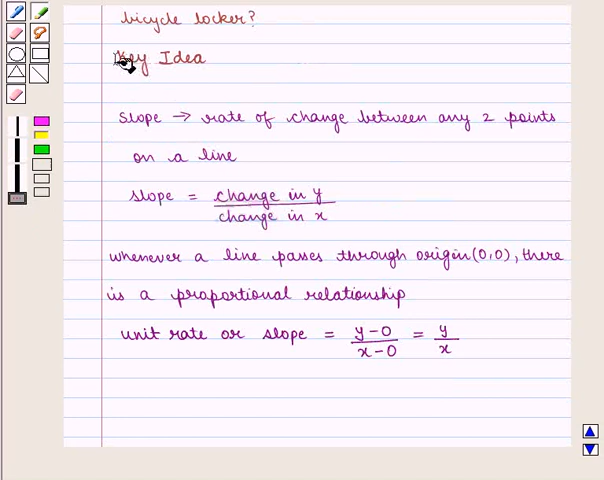 bicycle locker?
Key Idea
slope → rate of change between any 2 points
on a line
slope = change in y / change in x
whenever a line passes through origin (0,0), there
is a proportional relationship
unit rate or slope = y-0 / x-0 = y / x